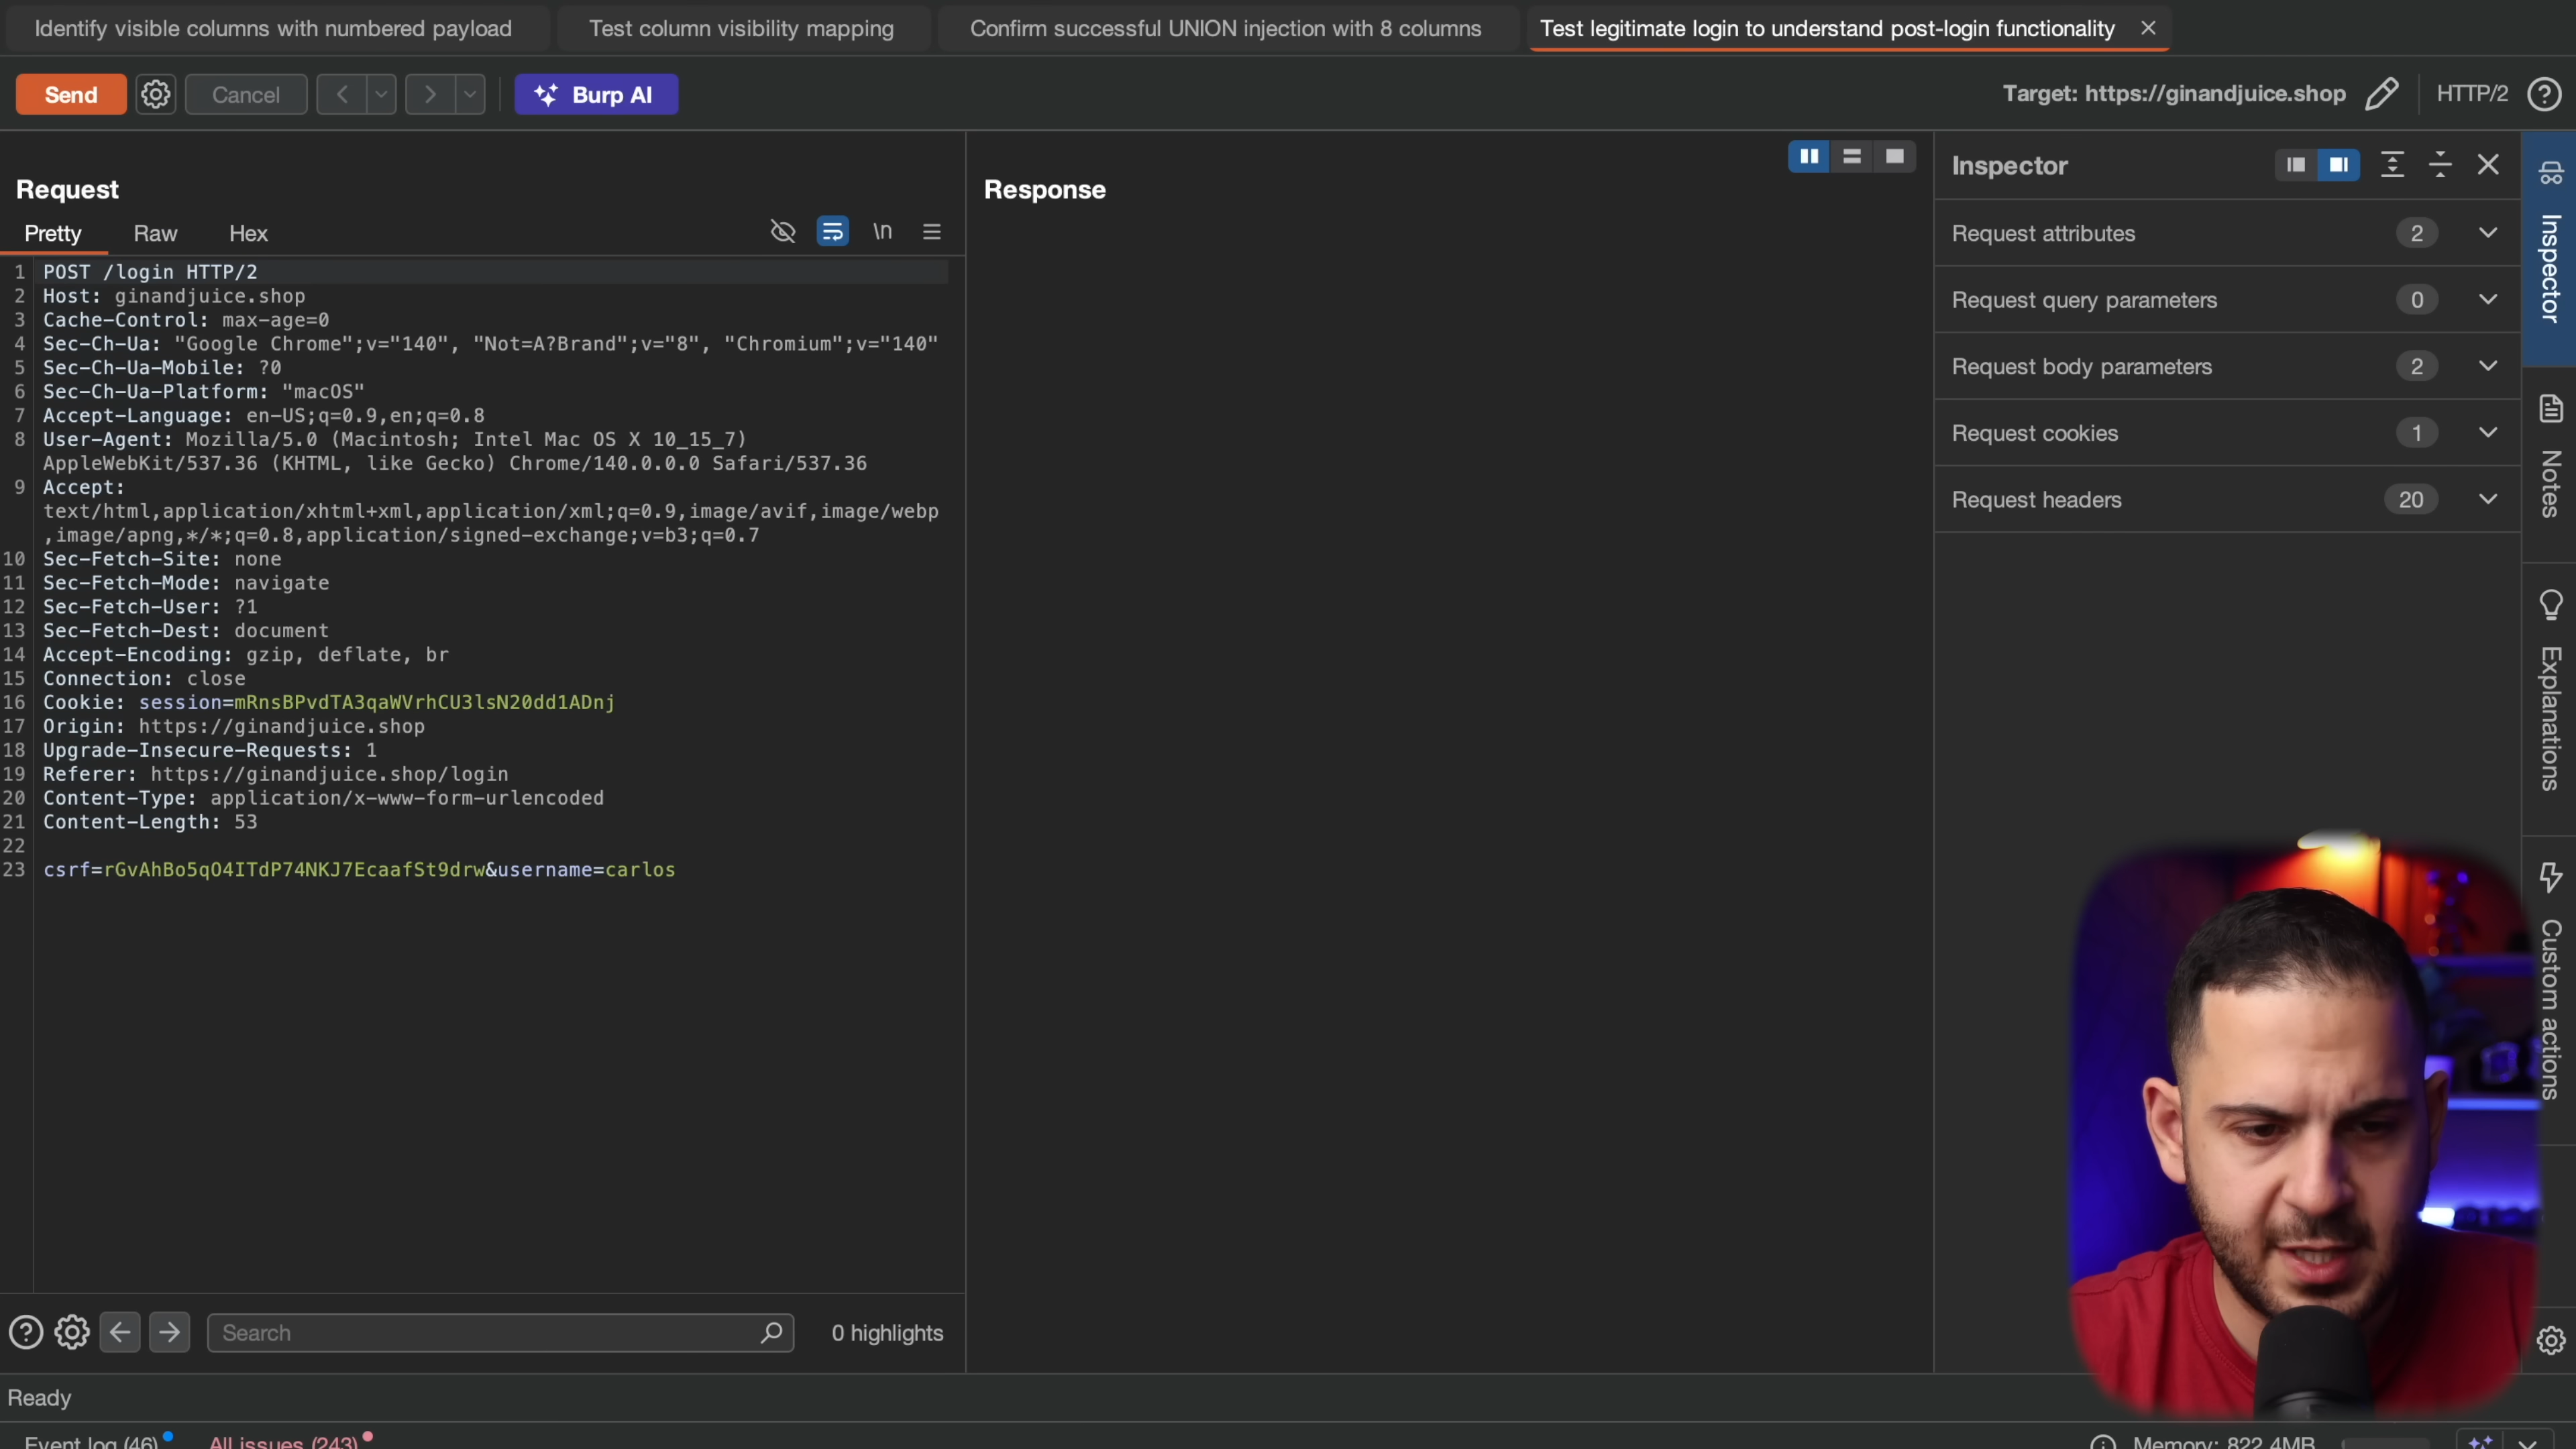 Identify visible columns with numbered payload
Test column visibility mapping
Confirm successful UNION injection with 8 columns
Test legitimate login to understand post-login functionality
Send
Cancel
Burp AI
Target: https://ginandjuice.shop
HTTP/2
Request
Pretty
Raw
Hex
\n
1 POST /login HTTP/2
2 Host: ginandjuice.shop
3 Cache-Control: max-age=0
4 Sec-Ch-Ua: "Google Chrome";v="140", "Not=A?Brand";v="8", "Chromium";v="140"
5 Sec-Ch-Ua-Mobile: ?0
6 Sec-Ch-Ua-Platform: "macOS"
7 Accept-Language: en-US;q=0.9,en;q=0.8
8 User-Agent: Mozilla/5.0 (Macintosh; Intel Mac OS X 10_15_7)
AppleWebKit/537.36 (KHTML, like Gecko) Chrome/140.0.0.0 Safari/537.36
9 Accept:
text/html,application/xhtml+xml,application/xml;q=0.9,image/avif,image/webp
,image/apng,*/*;q=0.8,application/signed-exchange;v=b3;q=0.7
10 Sec-Fetch-Site: none
11 Sec-Fetch-Mode: navigate
12 Sec-Fetch-User: ?1
13 Sec-Fetch-Dest: document
14 Accept-Encoding: gzip, deflate, br
15 Connection: close
16 Cookie: session=mRnsBPvdTA3qaWVrhCU3lsN20dd1ADnj
17 Origin: https://ginandjuice.shop
18 Upgrade-Insecure-Requests: 1
19 Referer: https://ginandjuice.shop/login
20 Content-Type: application/x-www-form-urlencoded
21 Content-Length: 53
22
23 csrf=rGvAhBo5qO4ITdP74NKJ7EcaafSt9drw&username=carlos
Search
0 highlights
Response
Inspector
Request attributes 2
Request query parameters 0
Request body parameters 2
Request cookies 1
Request headers 20
Inspector
Notes
Explanations
Custom actions
Ready
Event log (46)
All issues (243)
Memory: 822.4MB